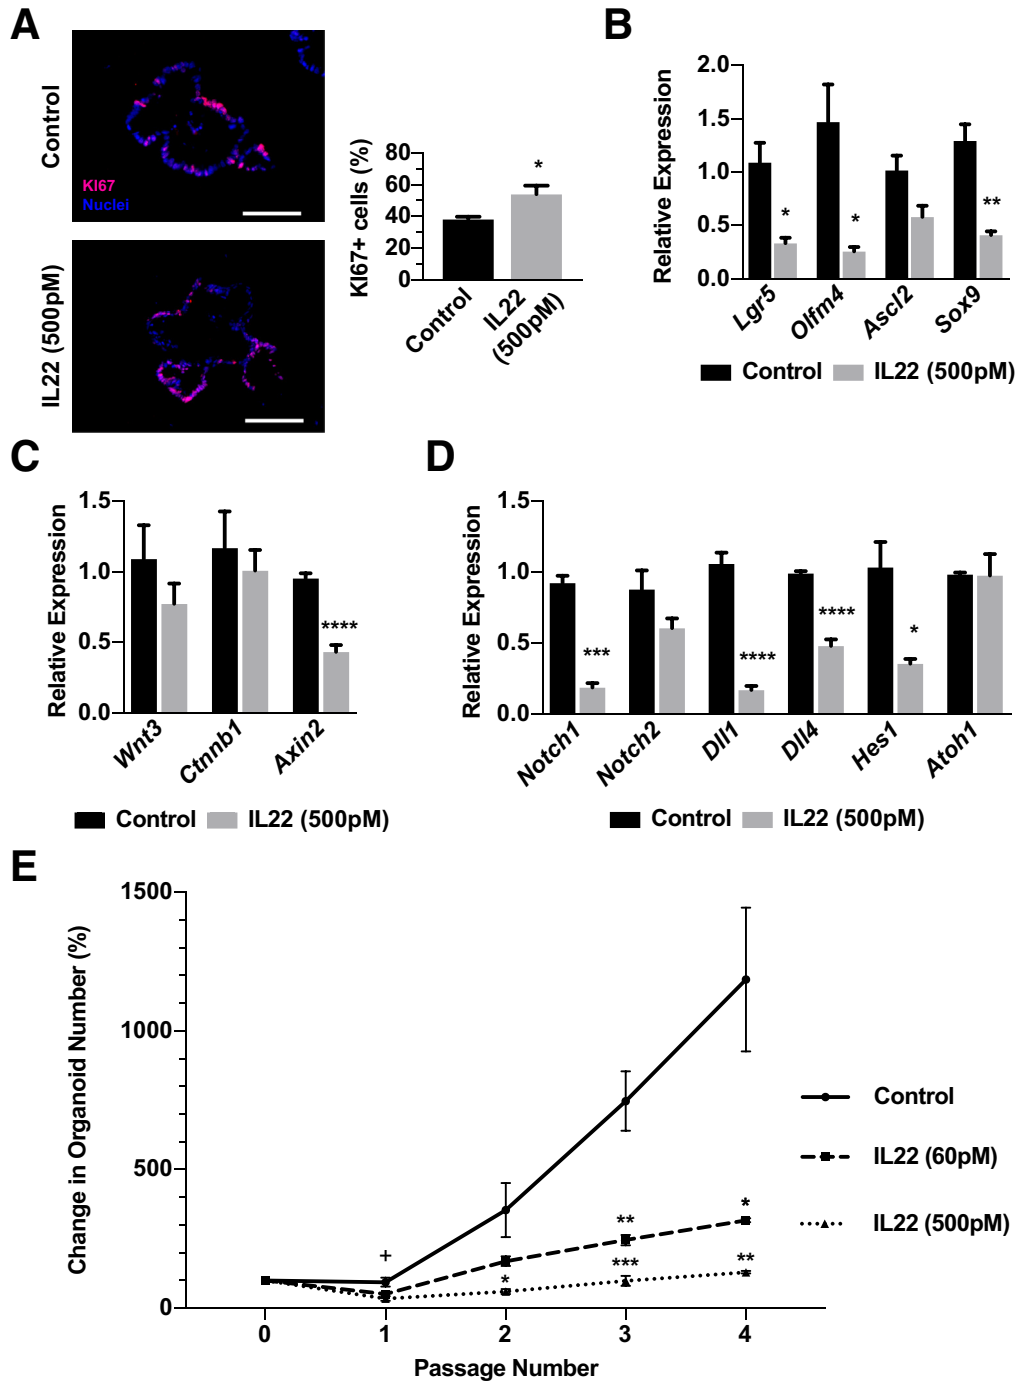 A
Control
KI67
Nuclei
IL22 (500pM)
KI67+ cells (%)
80
60
40
20
0
*
Control
IL22
(500pM)
B
Relative Expression
2.0
1.5
1.0
0.5
0.0
* * **
Lgr5 Olfm4 Ascl2 Sox9
Control IL22 (500pM)
C
Relative Expression
1.5
1.0
0.5
0.0
****
Wnt3 Ctnnb1 Axin2
Control IL22 (500pM)
D
Relative Expression
1.5
1.0
0.5
0.0
*** **** **** *
Notch1 Notch2 Dll1 Dll4 Hes1 Atoh1
Control IL22 (500pM)
E
Change in Organoid Number (%)
1500
1000
500
0
+
*
**
***
*
**
0 1 2 3 4
Passage Number
Control
IL22 (60pM)
IL22 (500pM)